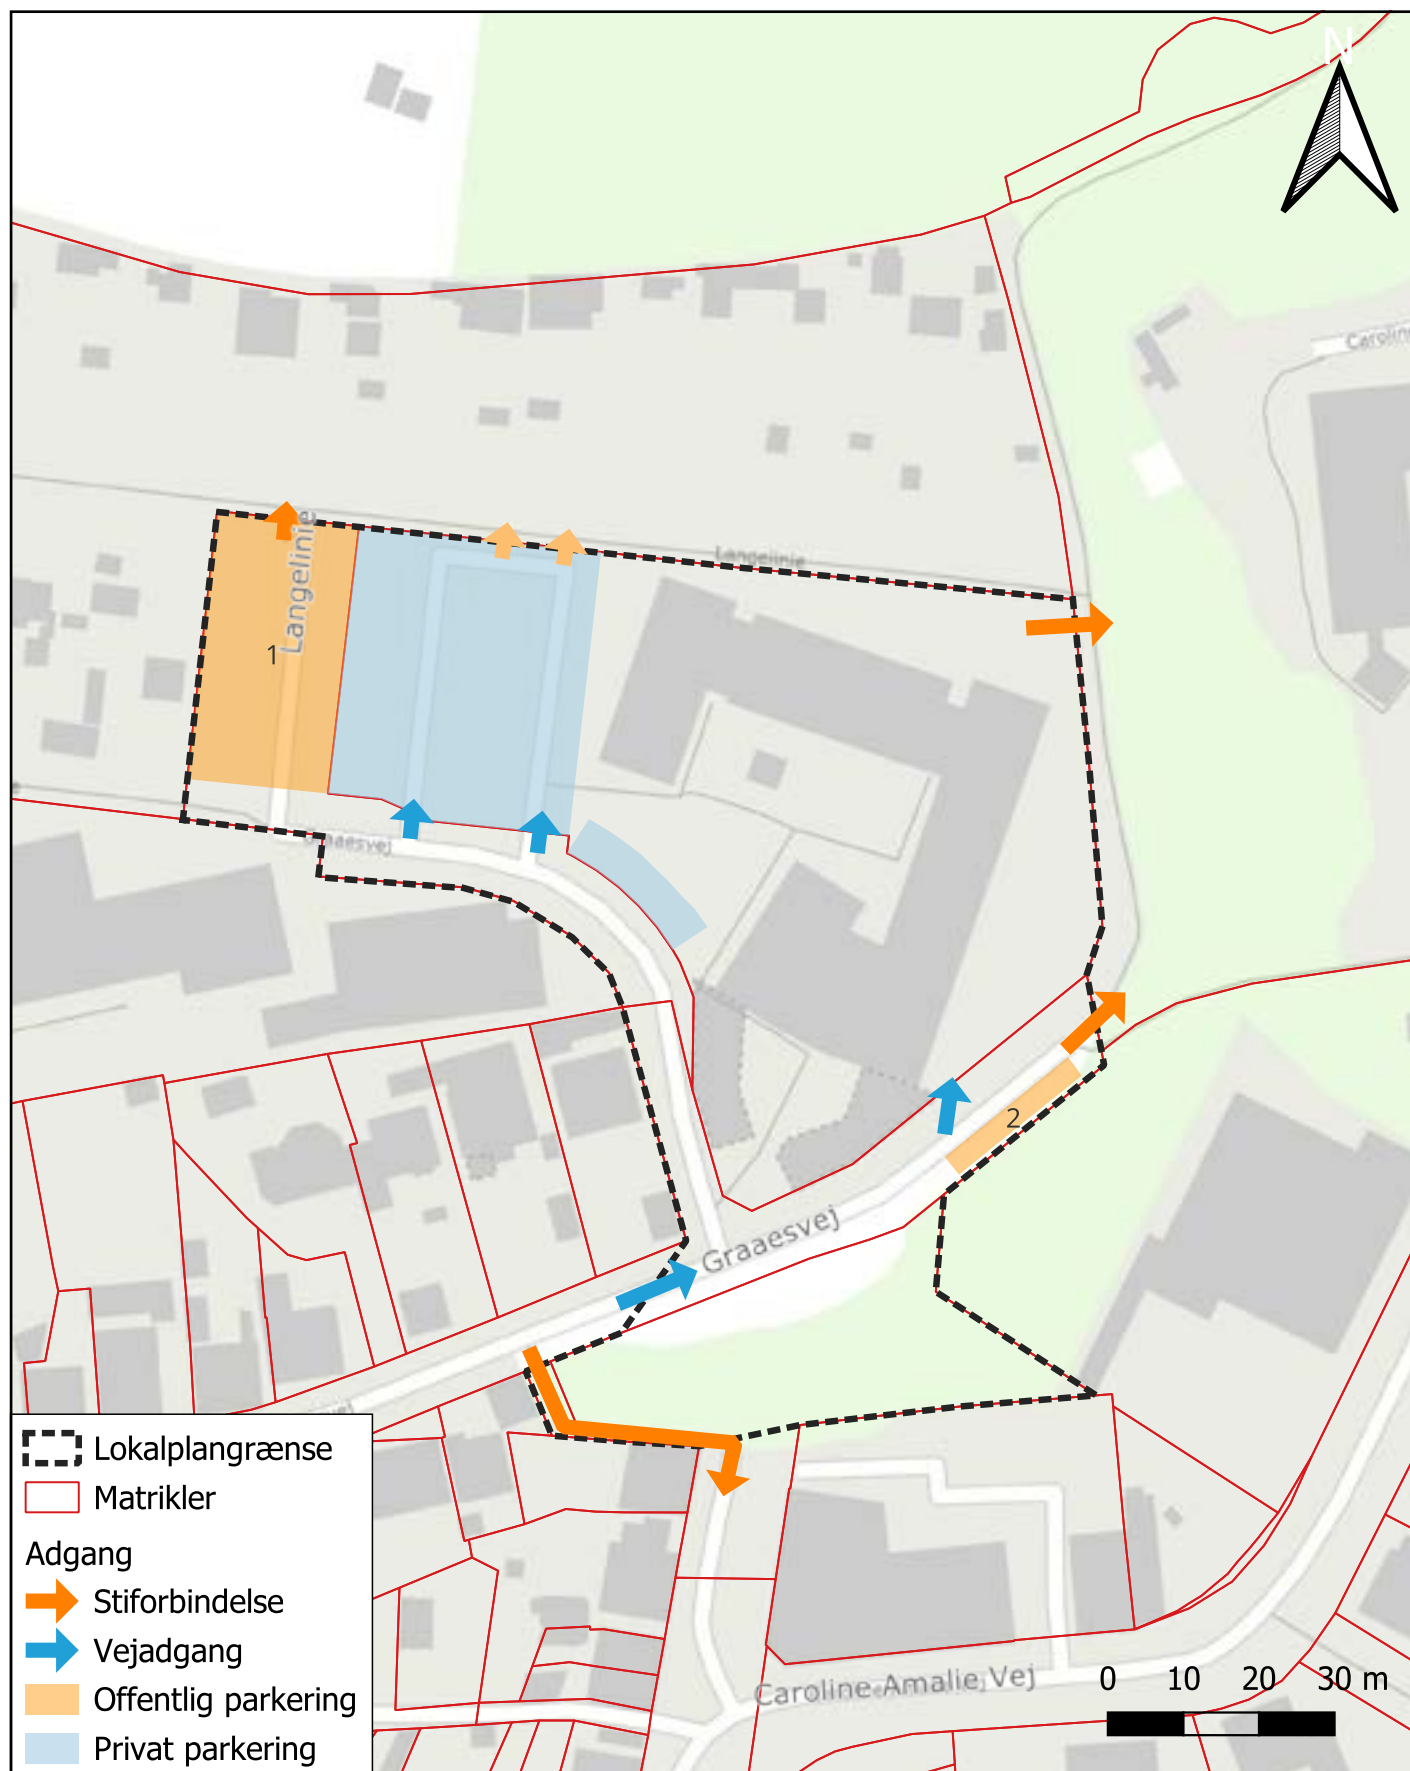 N
Caroline
Langelinie
Langelinie
1
Graaesvej
2
Graaesvej
Lokalplangrænse
Matrikler
Adgang
Stiforbindelse
Vejadgang
Offentlig parkering
Privat parkering
Caroline Amalie Vej
0 10 20 30 m